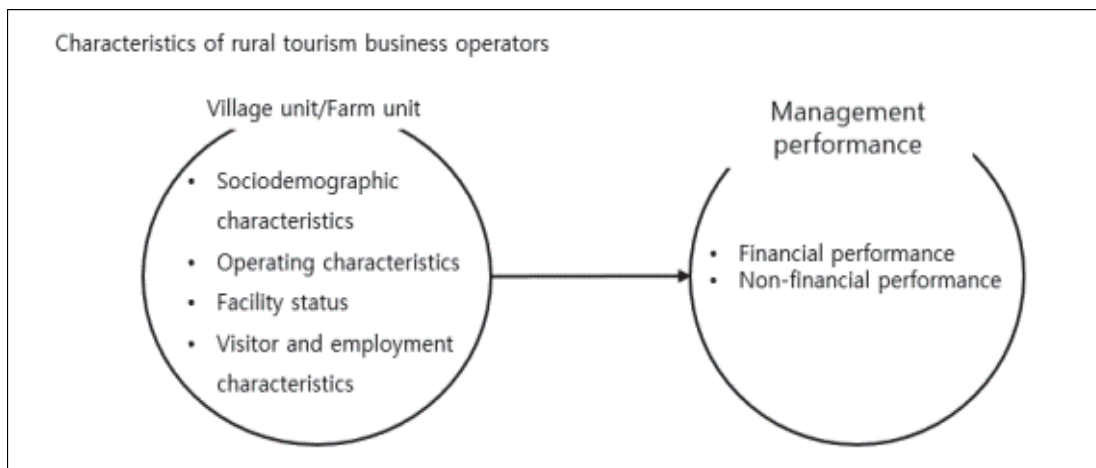 Characteristics of rural tourism business operators
Village unit/Farm unit
• Sociodemographic
characteristics
• Operating characteristics
• Facility status
• Visitor and employment
characteristics
Management
performance
• Financial performance
• Non-financial performance